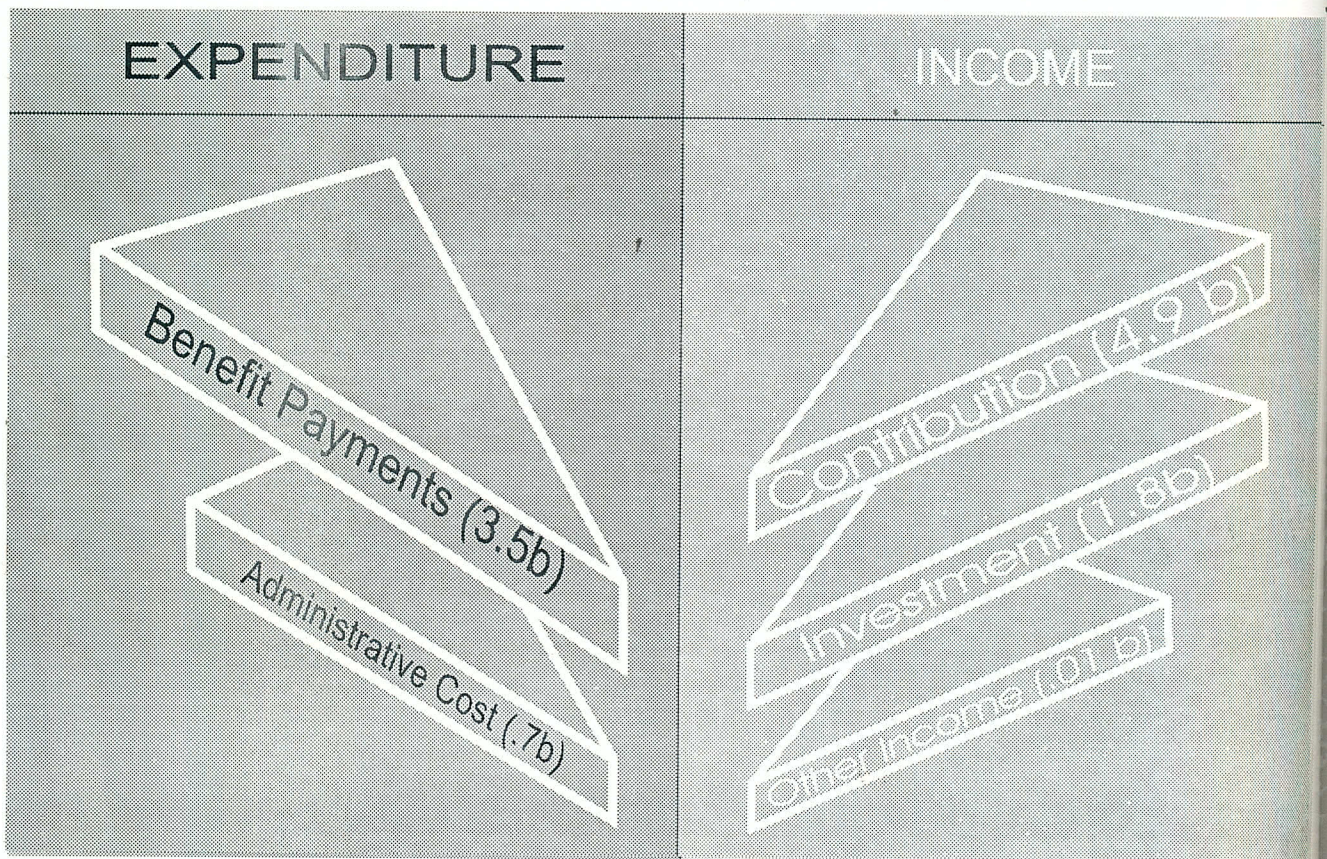 EXPENDITURE
Benefit Payments (3.5b)
Administrative Cost (.7b)
INCOME
Contribution (4.9 b)
Investment (1.8b)
Other Income (.01 b)